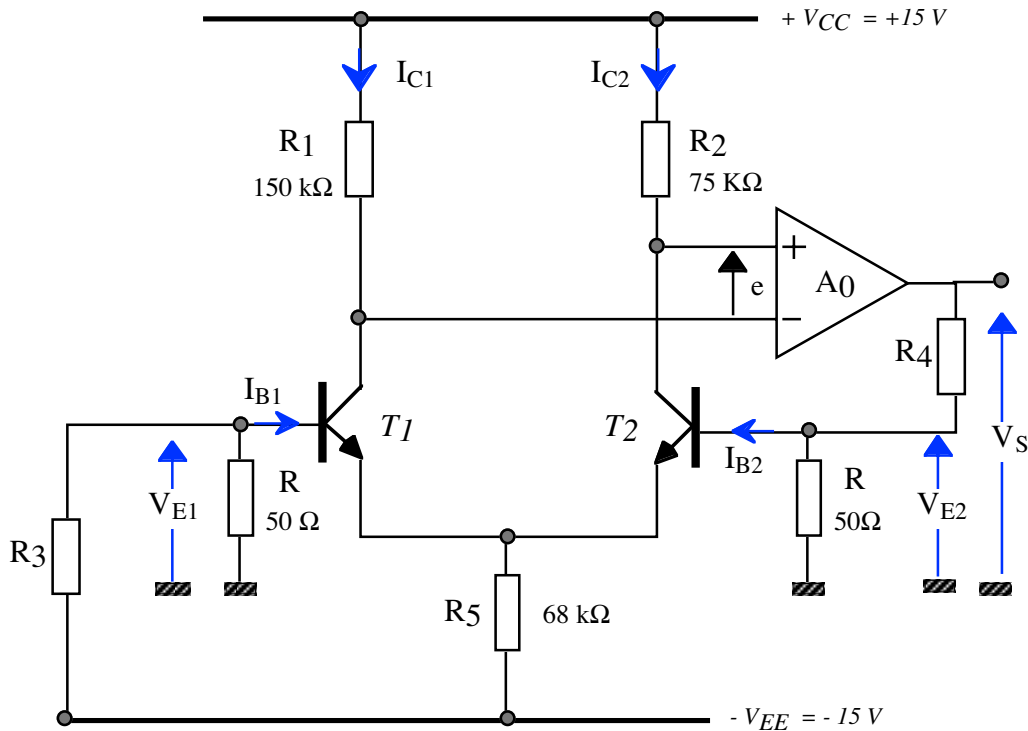 + VCC = +15 V
IC1
IC2
R1
150 kΩ
R2
75 KΩ
+
A0
e
−
R4
IB1
T1
T2
IB2
VS
VE1
R
50 Ω
R
50Ω
VE2
R3
R5
68 kΩ
- VEE = - 15 V